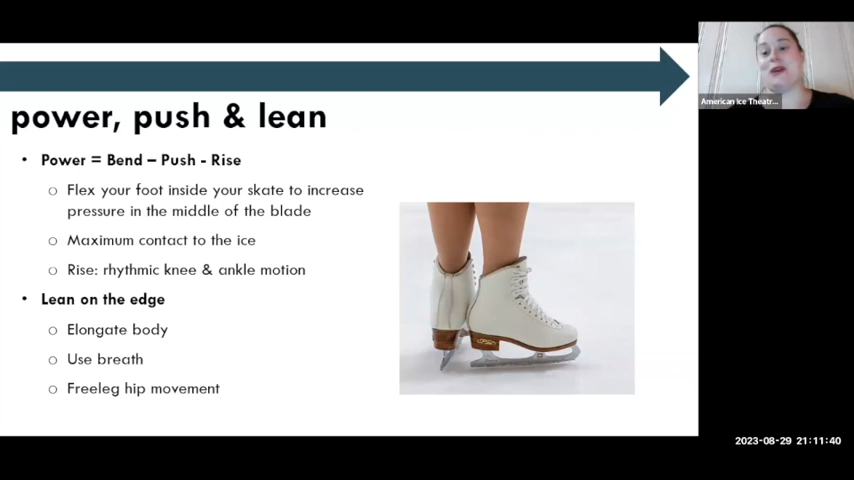 American Ice Theatr...
power, push & lean
• Power = Bend – Push - Rise
o Flex your foot inside your skate to increase
pressure in the middle of the blade
o Maximum contact to the ice
o Rise: rhythmic knee & ankle motion
• Lean on the edge
o Elongate body
o Use breath
o Freeleg hip movement
2023-08-29 21:11:40